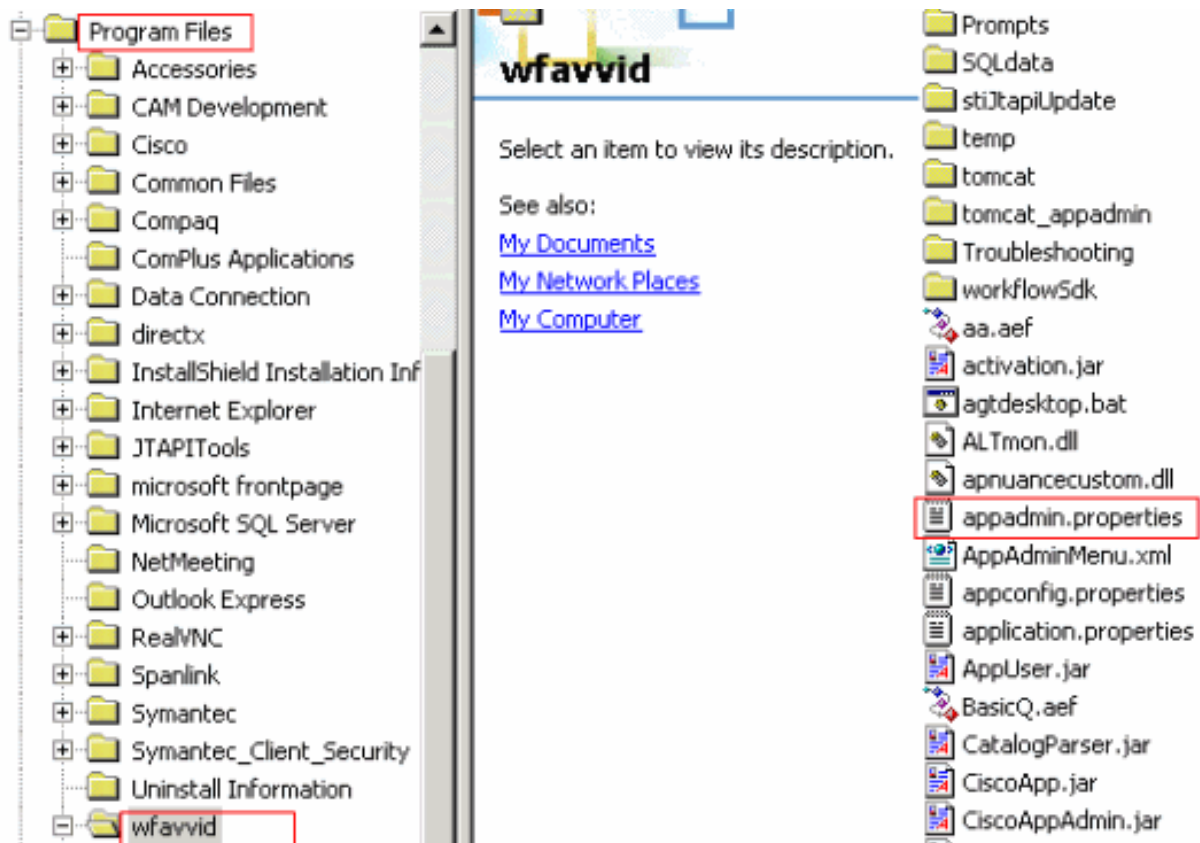 Program Files
Accessories
CAM Development
Cisco
Common Files
Compaq
ComPlus Applications
Data Connection
directx
InstallShield Installation Inf
Internet Explorer
JTAPITools
microsoft frontpage
Microsoft SQL Server
NetMeeting
Outlook Express
RealVNC
Spanlink
Symantec
Symantec_Client_Security
Uninstall Information
wfavvid
wfavvid
Select an item to view its description.
See also:
My Documents
My Network Places
My Computer
Prompts
SQLdata
stiJtapiUpdate
temp
tomcat
tomcat_appadmin
Troubleshooting
workflowSdk
aa.aef
activation.jar
agtdesktop.bat
ALTmon.dll
apnuancecustom.dll
appadmin.properties
AppAdminMenu.xml
appconfig.properties
application.properties
AppUser.jar
BasicQ.aef
CatalogParser.jar
CiscoApp.jar
CiscoAppAdmin.jar